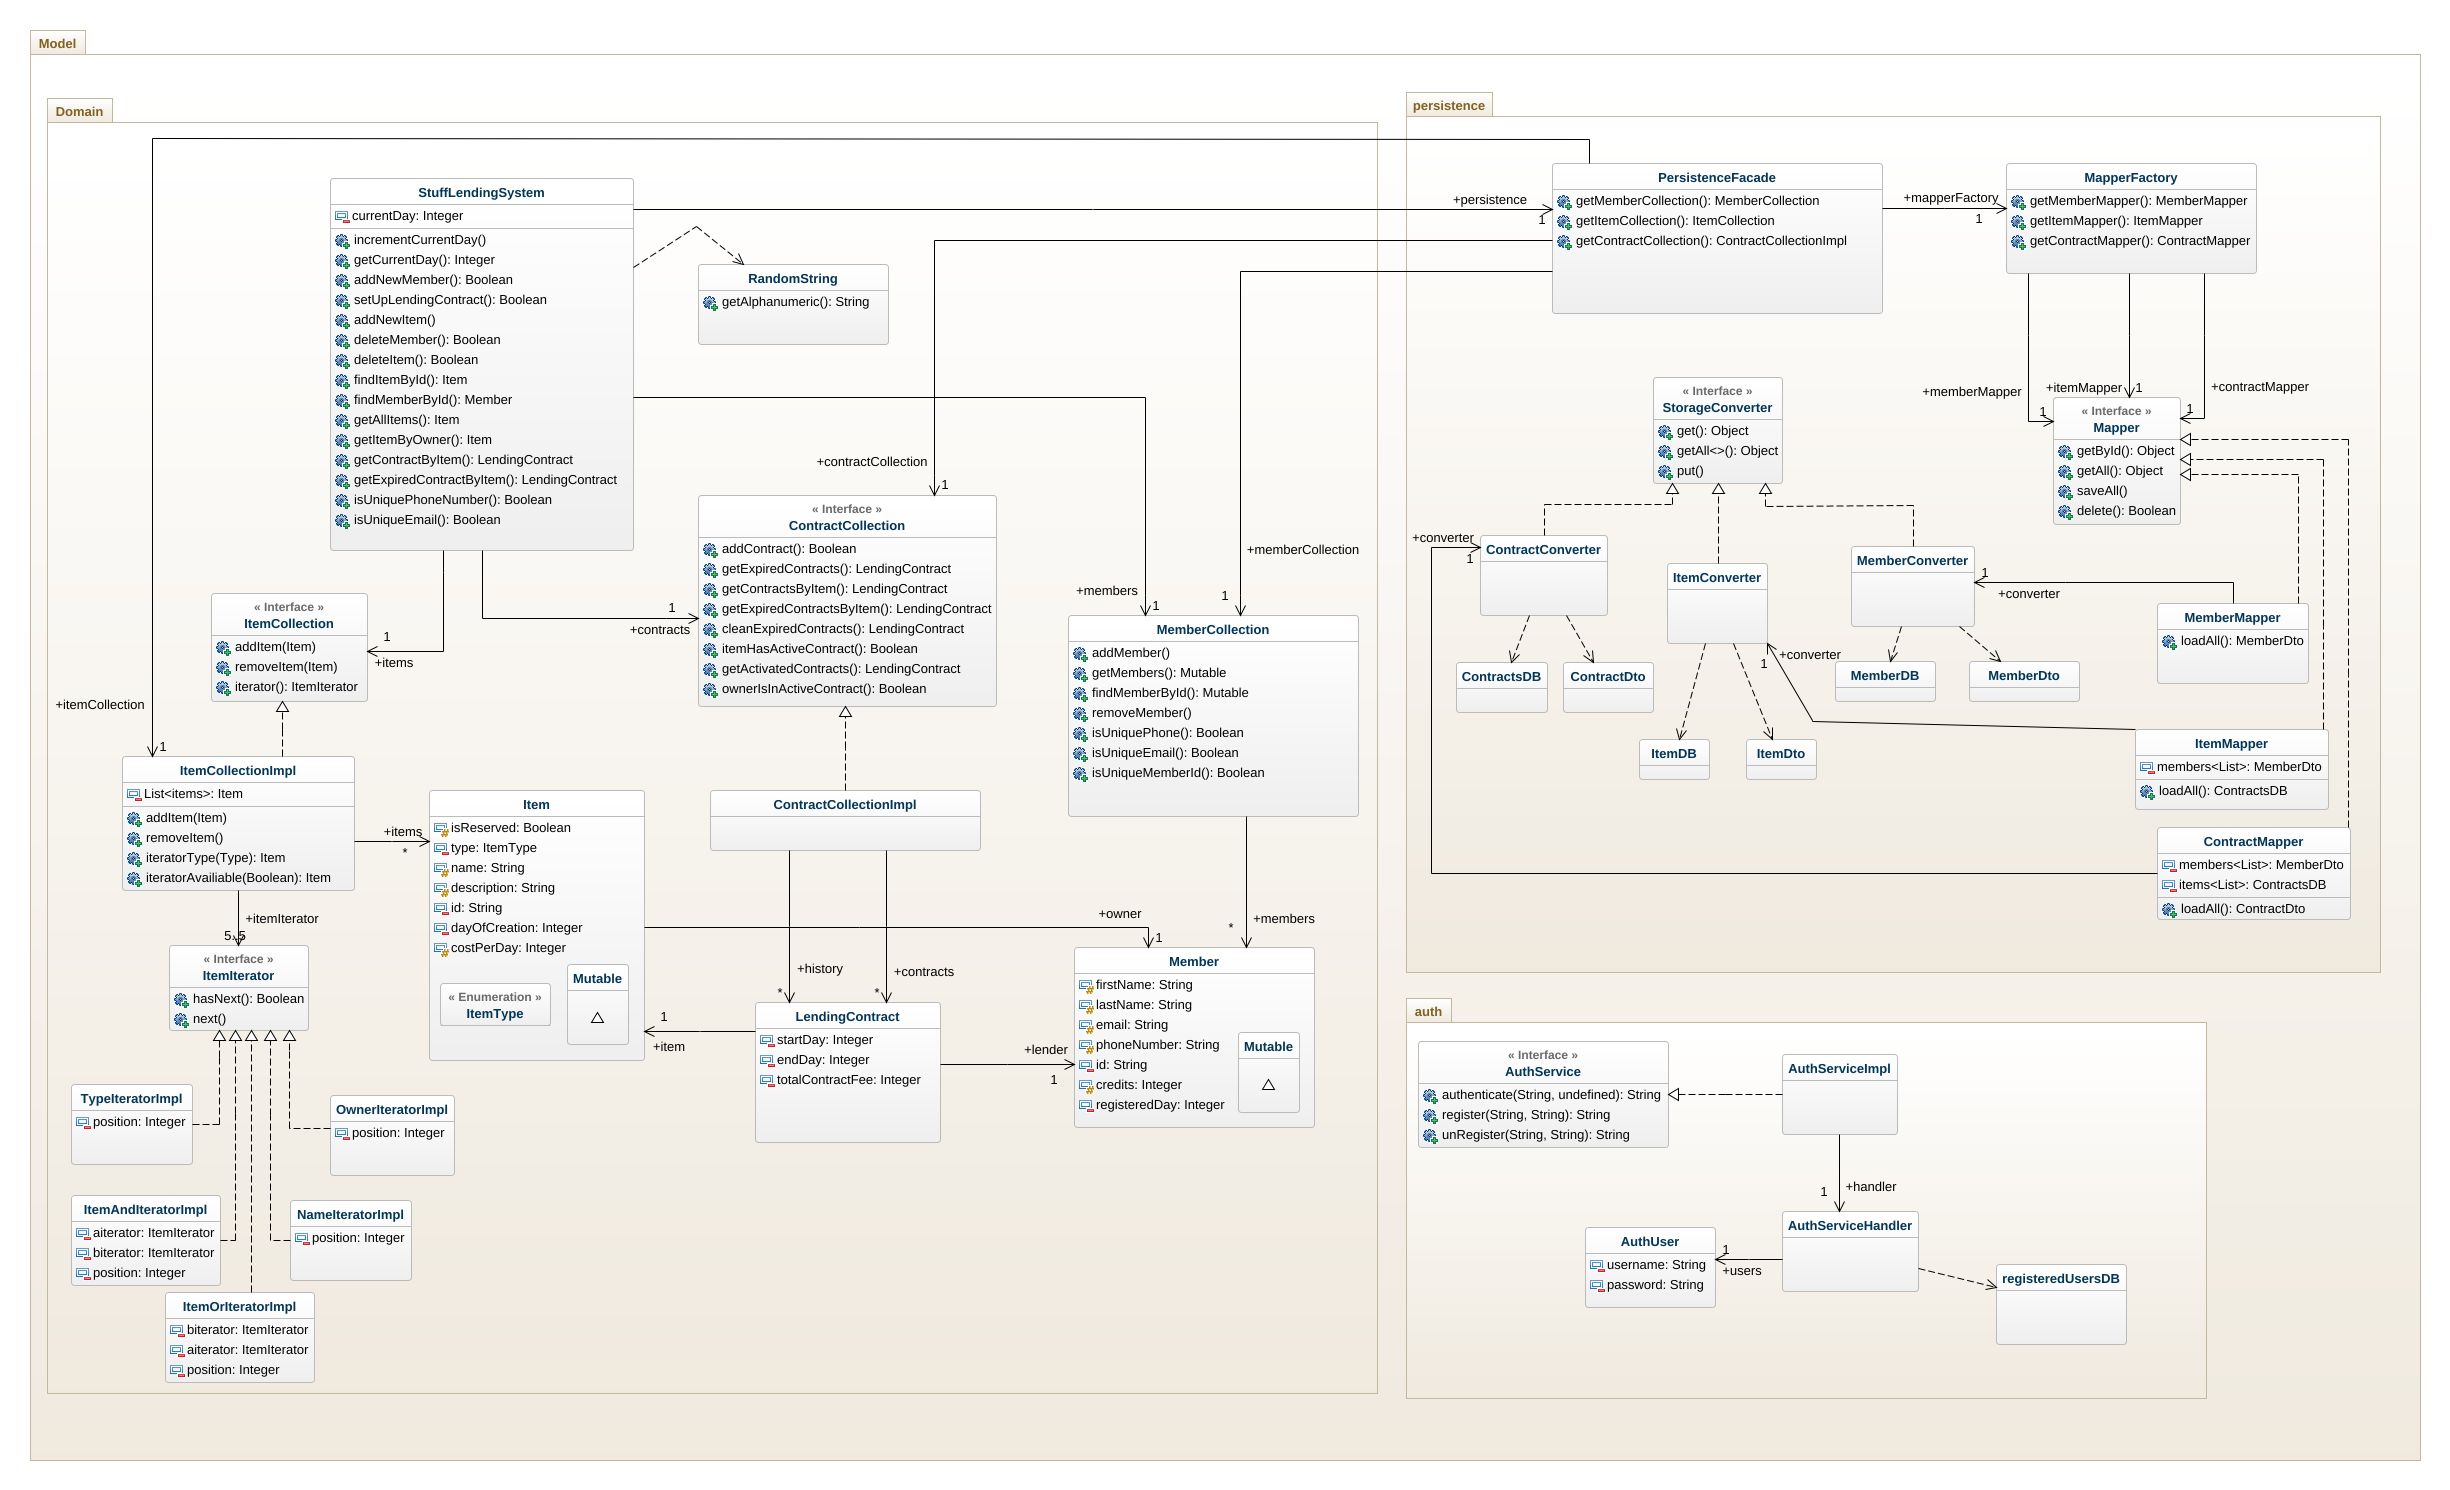 Model
Domain
StuffLendingSystem
currentDay: Integer
incrementCurrentDay()
getCurrentDay(): Integer
addNewMember(): Boolean
setUpLendingContract(): Boolean
addNewItem()
deleteMember(): Boolean
deleteItem(): Boolean
findItemById(): Item
findMemberById(): Member
getAllItems(): Item
getItemByOwner(): Item
getContractByItem(): LendingContract
getExpiredContractByItem(): LendingContract
isUniquePhoneNumber(): Boolean
isUniqueEmail(): Boolean
RandomString
getAlphanumeric(): String
+contractCollection
1
« Interface »
ContractCollection
addContract(): Boolean
getExpiredContracts(): LendingContract
getContractsByItem(): LendingContract
getExpiredContractsByItem(): LendingContract
cleanExpiredContracts(): LendingContract
itemHasActiveContract(): Boolean
getActivatedContracts(): LendingContract
ownerIsInActiveContract(): Boolean
1
+contracts
+memberCollection
1
+members
1
MemberCollection
addMember()
getMembers(): Mutable
findMemberById(): Mutable
removeMember()
isUniquePhone(): Boolean
isUniqueEmail(): Boolean
isUniqueMemberId(): Boolean
« Interface »
ItemCollection
addItem(Item)
removeItem(Item)
iterator(): ItemIterator
1
+items
+itemCollection
1
ItemCollectionImpl
List<items>: Item
addItem(Item)
removeItem()
iteratorType(Type): Item
iteratorAvailiable(Boolean): Item
+items
*
Item
isReserved: Boolean
type: ItemType
name: String
description: String
id: String
dayOfCreation: Integer
costPerDay: Integer
« Enumeration »
ItemType
Mutable
ContractCollectionImpl
+history
*
+contracts
*
+owner
1
+members
*
+itemIterator
5..5
« Interface »
ItemIterator
hasNext(): Boolean
next()
LendingContract
startDay: Integer
endDay: Integer
totalContractFee: Integer
1
+item
+lender
1
Member
firstName: String
lastName: String
email: String
phoneNumber: String
id: String
credits: Integer
registeredDay: Integer
Mutable
TypeIteratorImpl
position: Integer
OwnerIteratorImpl
position: Integer
ItemAndIteratorImpl
aiterator: ItemIterator
biterator: ItemIterator
position: Integer
NameIteratorImpl
position: Integer
ItemOrIteratorImpl
biterator: ItemIterator
aiterator: ItemIterator
position: Integer
persistence
+persistence
1
PersistenceFacade
getMemberCollection(): MemberCollection
getItemCollection(): ItemCollection
getContractCollection(): ContractCollectionImpl
+mapperFactory
1
MapperFactory
getMemberMapper(): MemberMapper
getItemMapper(): ItemMapper
getContractMapper(): ContractMapper
+memberMapper
1
+itemMapper
1
+contractMapper
1
« Interface »
Mapper
getById(): Object
getAll(): Object
saveAll()
delete(): Boolean
« Interface »
StorageConverter
get(): Object
getAll<>(): Object
put()
+converter
1
ContractConverter
ItemConverter
MemberConverter
1
+converter
MemberMapper
loadAll(): MemberDto
1
+converter
ContractsDB
ContractDto
MemberDB
MemberDto
ItemDB
ItemDto
ItemMapper
members<List>: MemberDto
loadAll(): ContractsDB
ContractMapper
members<List>: MemberDto
items<List>: ContractsDB
loadAll(): ContractDto
auth
« Interface »
AuthService
authenticate(String, undefined): String
register(String, String): String
unRegister(String, String): String
AuthServiceImpl
+handler
1
AuthServiceHandler
AuthUser
username: String
password: String
1
+users
registeredUsersDB